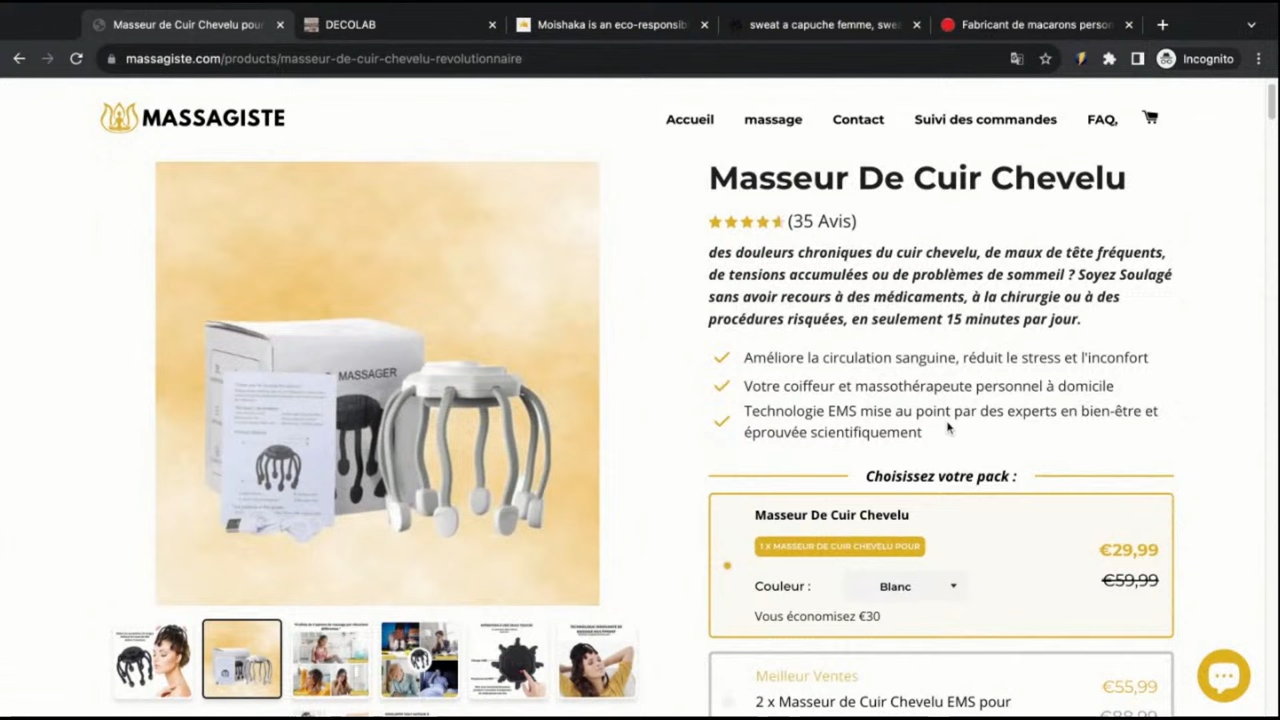 Masseur de Cuir Chevelu pour
DECOLAB
Moishaka is an eco-responsib
sweat a capuche femme, swea
Fabricant de macarons person
massagiste.com/products/masseur-de-cuir-chevelu-revolutionnaire
Incognito
MASSAGISTE
Accueil
massage
Contact
Suivi des commandes
FAQ,
Masseur De Cuir Chevelu
(35 Avis)
des douleurs chroniques du cuir chevelu, de maux de tête fréquents,
de tensions accumulées ou de problèmes de sommeil ? Soyez Soulagé
sans avoir recours à des médicaments, à la chirurgie ou à des
procédures risquées, en seulement 15 minutes par jour.
Améliore la circulation sanguine, réduit le stress et l'inconfort
Votre coiffeur et massothérapeute personnel à domicile
Technologie EMS mise au point par des experts en bien-être et
éprouvée scientifiquement
Choisissez votre pack :
Masseur De Cuir Chevelu
1 X MASSEUR DE CUIR CHEVELU POUR
€29,99
€59,99
Couleur :
Blanc
Vous économisez €30
Meilleur Ventes
€55,99
2 x Masseur de Cuir Chevelu EMS pour
MASSAGER